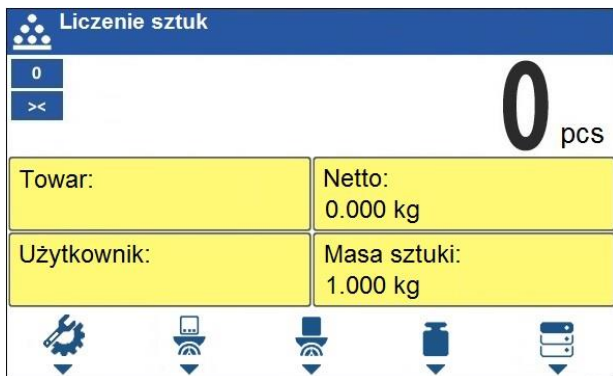 Liczenie sztuk
0
><
0 pcs
Towar:
Netto:
0.000 kg
Użytkownik:
Masa sztuki:
1.000 kg